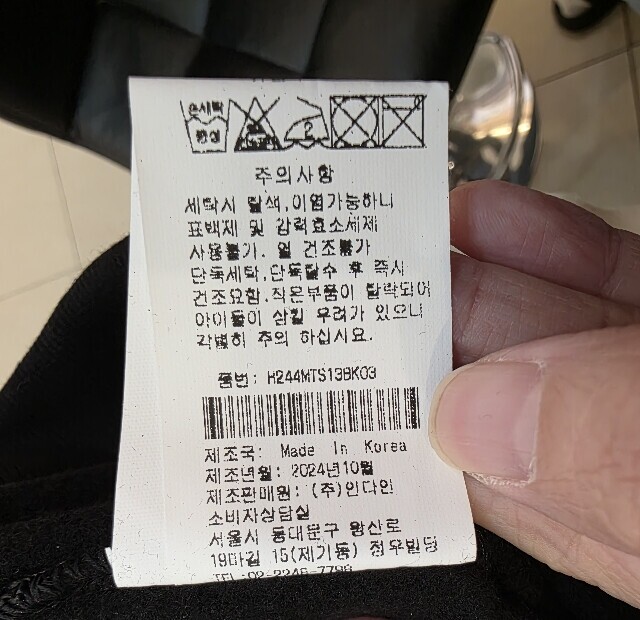 손세탁
중성
2
주의사항
세탁시 탈색,이염가능하니
표백제 및 강력효소세제
사용불가. 열 건조불가
단독세탁,단독탈수 후 즉시
건조요함.작은부품이 탈락되어
아이들이 삼킬 우려가 있으니
각별히 주의 하십시요.
품번: H244MTS138K03
제조국: Made In Korea
제조년월: 2024년10월
제조판매원: (주)인다인
소비자상담실
서울시 동대문구 왕산로
19마길 15(제기동) 정우빌딩
TEL:02-2246-7798